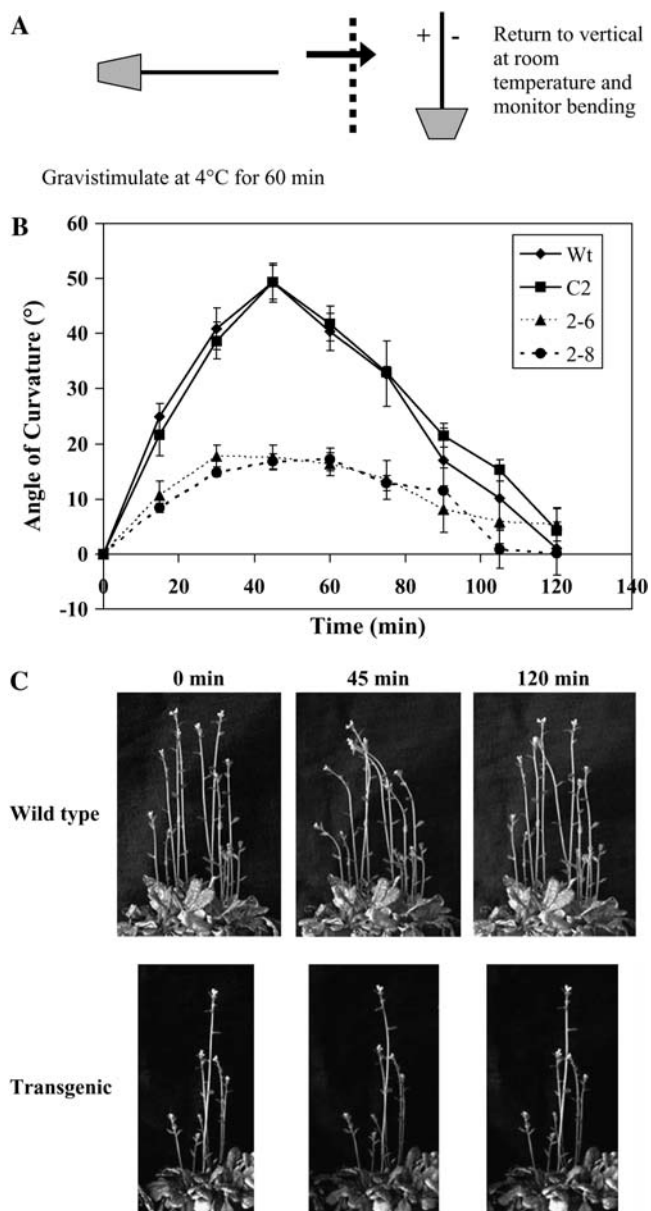 A
+ -
Return to vertical
at room
temperature and
monitor bending
Gravistimulate at 4°C for 60 min
B
60
50
40
30
20
10
0
-10
Angle of Curvature (°)
0 20 40 60 80 100 120 140
Time (min)
Wt
C2
2-6
2-8
C
0 min 45 min 120 min
Wild type
Transgenic